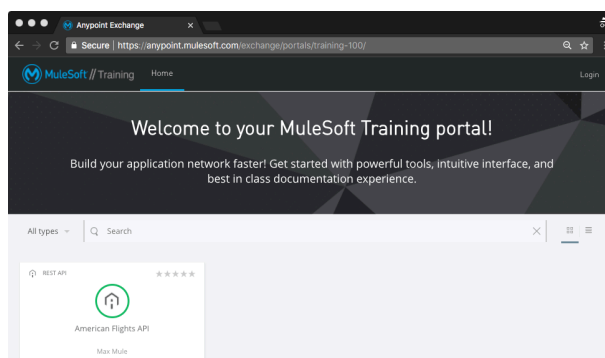 Anypoint Exchange
Secure | https://anypoint.mulesoft.com/exchange/portals/training-100/
MuleSoft // Training Home Login
Welcome to your MuleSoft Training portal!
Build your application network faster! Get started with powerful tools, intuitive interface, and
best in class documentation experience.
All types Search
REST API
American Flights API
Max Mule